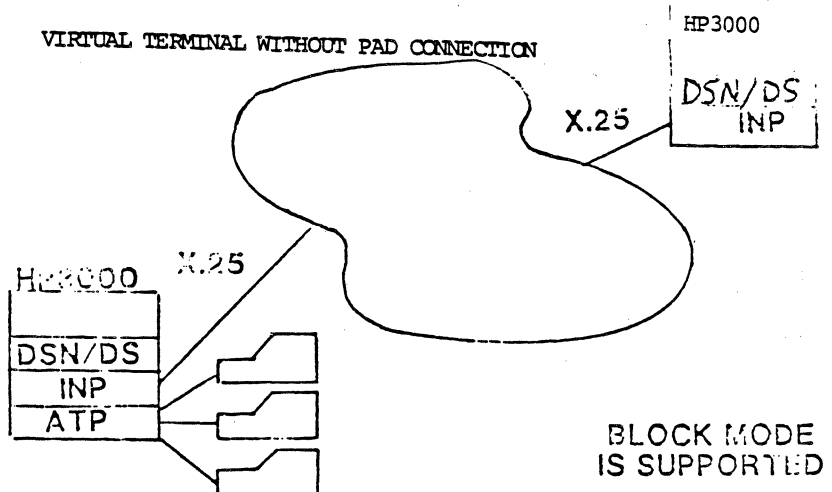 VIRTUAL TERMINAL WITHOUT PAD CONNECTION
HP3000
DSN/DS
INP
X.25
X.25
HP3000
DSN/DS
INP
ATP
BLOCK MODE
IS SUPPORTED